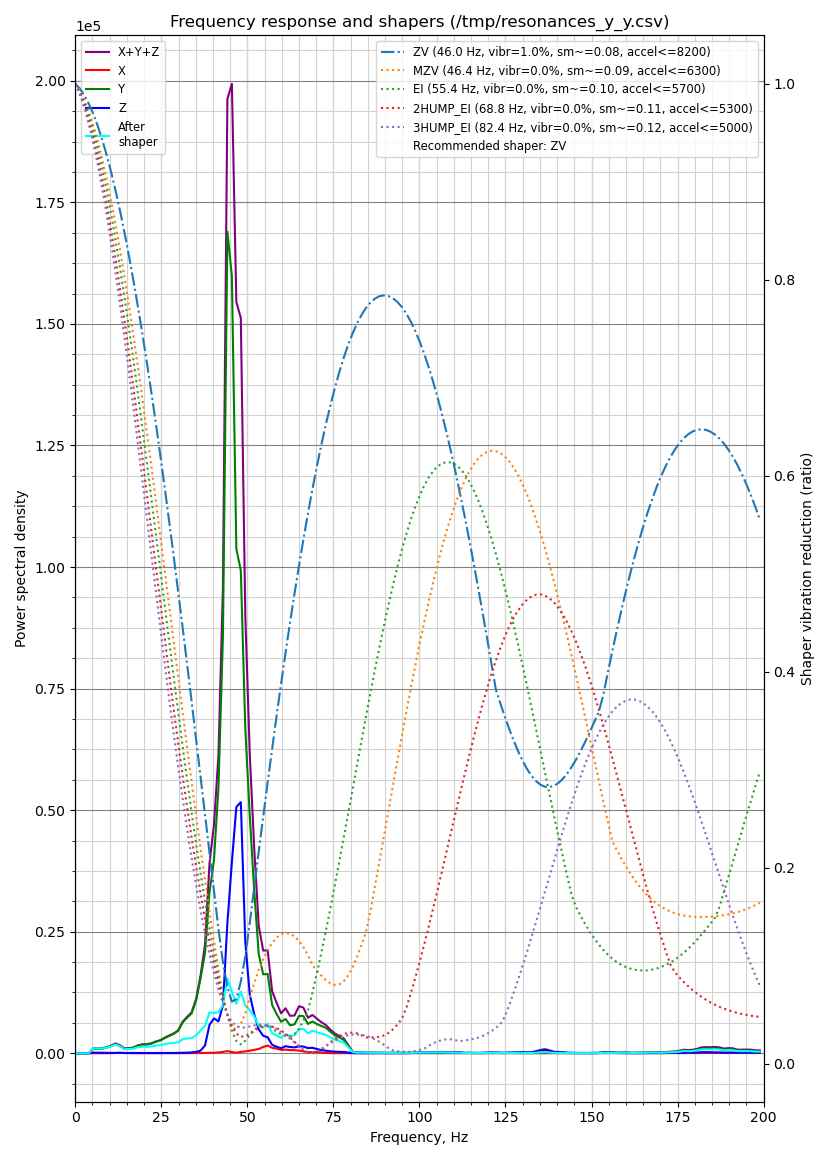 Frequency response and shapers (/tmp/resonances_y_y.csv)
1e5
X+Y+Z
X
Y
Z
After
shaper
ZV (46.0 Hz, vibr=1.0%, sm~=0.08, accel<=8200)
MZV (46.4 Hz, vibr=0.0%, sm~=0.09, accel<=6300)
EI (55.4 Hz, vibr=0.0%, sm~=0.10, accel<=5700)
2HUMP_EI (68.8 Hz, vibr=0.0%, sm~=0.11, accel<=5300)
3HUMP_EI (82.4 Hz, vibr=0.0%, sm~=0.12, accel<=5000)
Recommended shaper: ZV
2.00
1.75
1.50
1.25
1.00
0.75
0.50
0.25
0.00
Power spectral density
1.0
0.8
0.6
0.4
0.2
0.0
Shaper vibration reduction (ratio)
0 25 50 75 100 125 150 175 200
Frequency, Hz